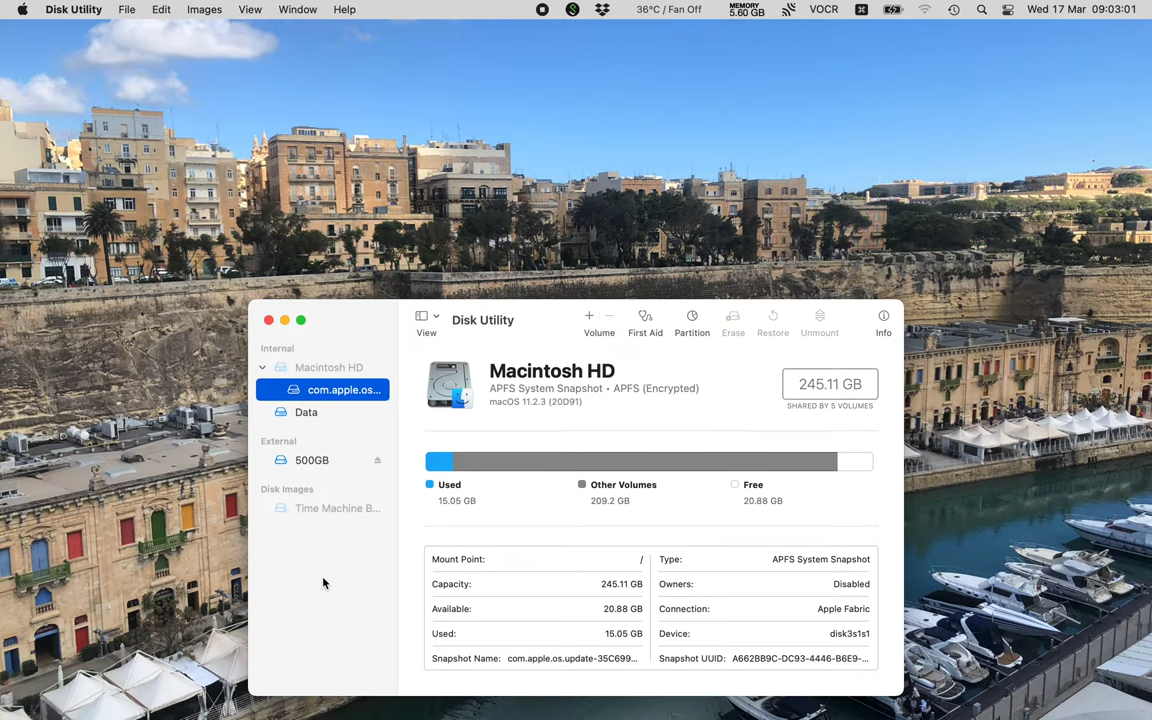 Disk Utility File Edit Images View Window Help 36°C / Fan Off MEMORY 5.60 GB VOCR Wed 17 Mar 09:03:01
View
Disk Utility
Volume First Aid Partition Erase Restore Unmount Info
Internal
Macintosh HD
com.apple.os...
Data
External
500GB
Disk Images
Time Machine B...
Macintosh HD
APFS System Snapshot • APFS (Encrypted)
macOS 11.2.3 (20D91)
245.11 GB
SHARED BY 5 VOLUMES
Used
15.05 GB
Other Volumes
209.2 GB
Free
20.88 GB
Mount Point: /
Capacity: 245.11 GB
Available: 20.88 GB
Used: 15.05 GB
Snapshot Name: com.apple.os.update-35C699...
Type: APFS System Snapshot
Owners: Disabled
Connection: Apple Fabric
Device: disk3s1s1
Snapshot UUID: A662BB9C-DC93-4446-B6E9-...